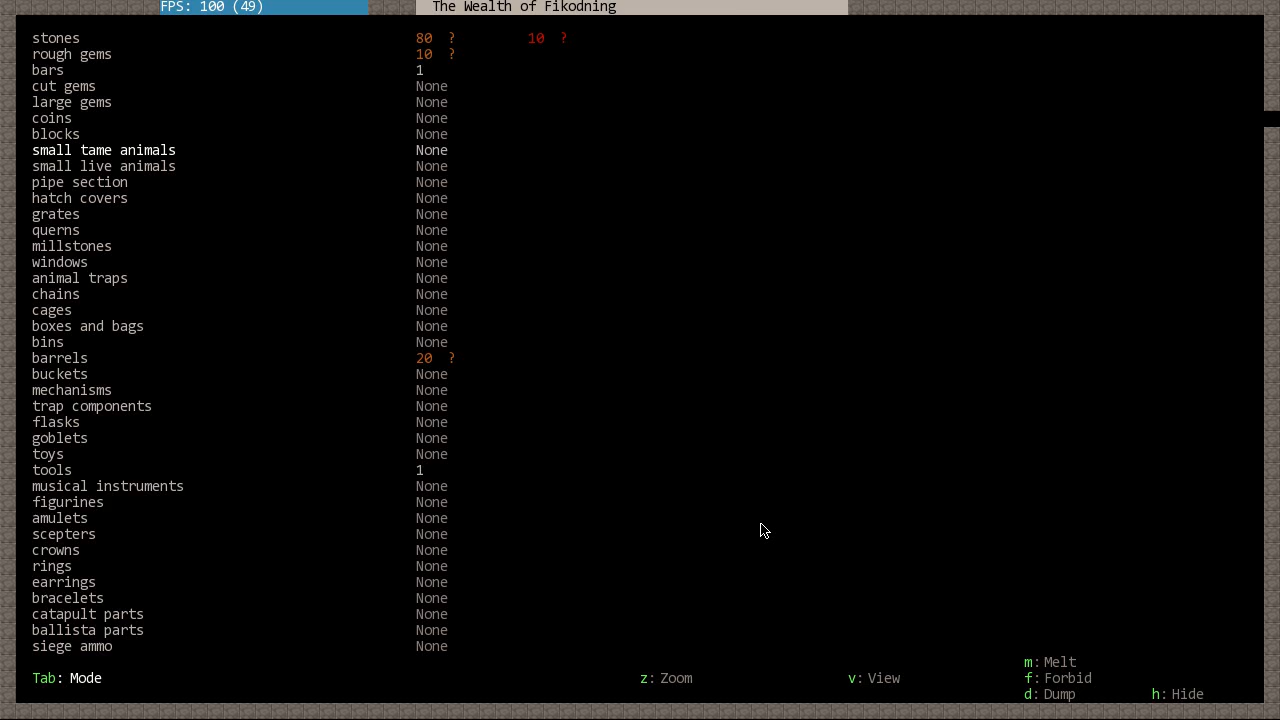 FPS: 100 (49) The Wealth of Fikodning
stones 80 ? 10 ?
rough gems 10 ?
bars 1
cut gems None
large gems None
coins None
blocks None
small tame animals None
small live animals None
pipe section None
hatch covers None
grates None
querns None
millstones None
windows None
animal traps None
chains None
cages None
boxes and bags None
bins None
barrels 20 ?
buckets None
mechanisms None
trap components None
flasks None
goblets None
toys None
tools 1
musical instruments None
figurines None
amulets None
scepters None
crowns None
rings None
earrings None
bracelets None
catapult parts None
ballista parts None
siege ammo None
m: Melt
Tab: Mode z: Zoom v: View f: Forbid
d: Dump h: Hide